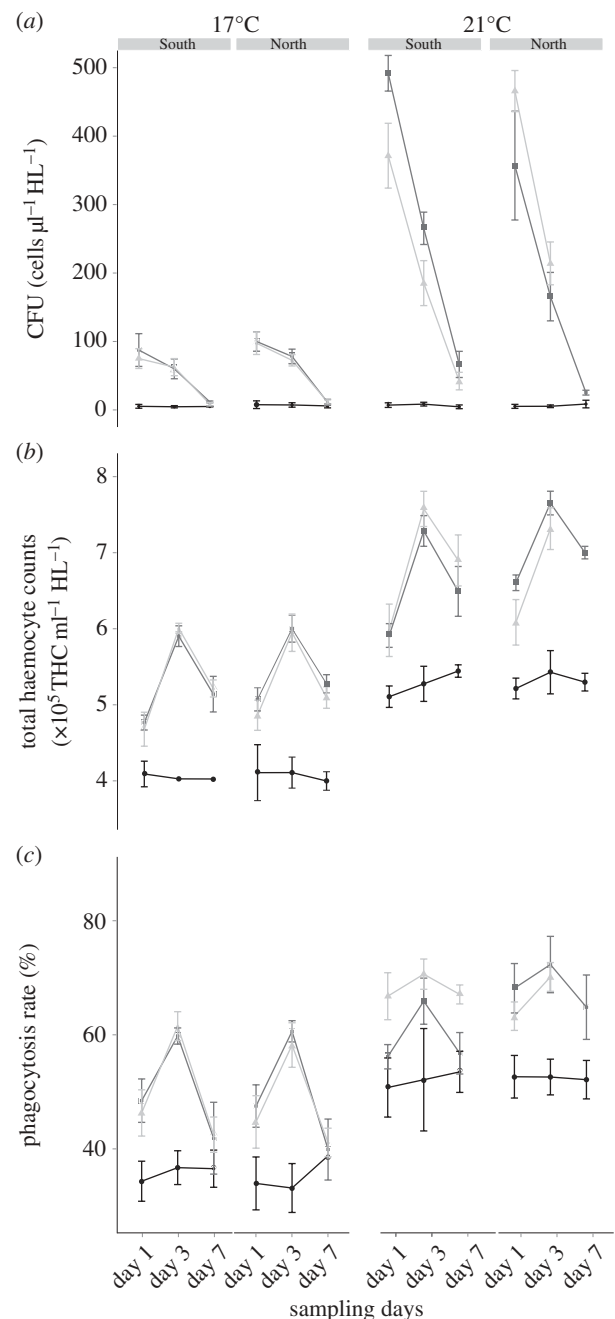 (a) 17°C 21°C
South North South North
500
400
300
200
100
0
CFU (cells µl⁻¹ HL⁻¹)
(b)
8
7
6
5
4
total haemocyte counts
(×10⁵ THC ml⁻¹ HL⁻¹)
(c)
80
60
40
phagocytosis rate (%)
day 1 day 3 day 7 day 1 day 3 day 7 day 1 day 3 day 7 day 1 day 3 day 7
sampling days